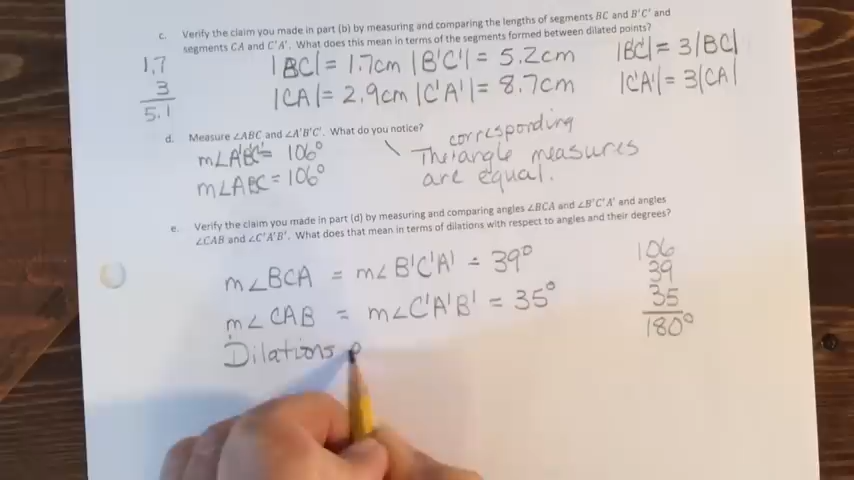 c. Verify the claim you made in part (b) by measuring and comparing the lengths of segments BC and B'C' and
segments CA and C'A'. What does this mean in terms of the segments formed between dilated points?
1.7
3
5.1
|BC| = 1.7cm |B'C'| = 5.2cm |BC'| = 3|BC|
|CA| = 2.9cm |C'A'| = 8.7cm |C'A'| = 3|CA|
d. Measure ∠ABC and ∠A'B'C'. What do you notice?
m∠A'B'C' = 106°
m∠ABC = 106°
corresponding
The angle measures
are equal.
e. Verify the claim you made in part (d) by measuring and comparing angles ∠BCA and ∠B'C'A' and angles
∠CAB and ∠C'A'B'. What does that mean in terms of dilations with respect to angles and their degrees?
m∠BCA = m∠B'C'A' = 39°
m∠CAB = m∠C'A'B' = 35°
Dilations
106
39
35
180°